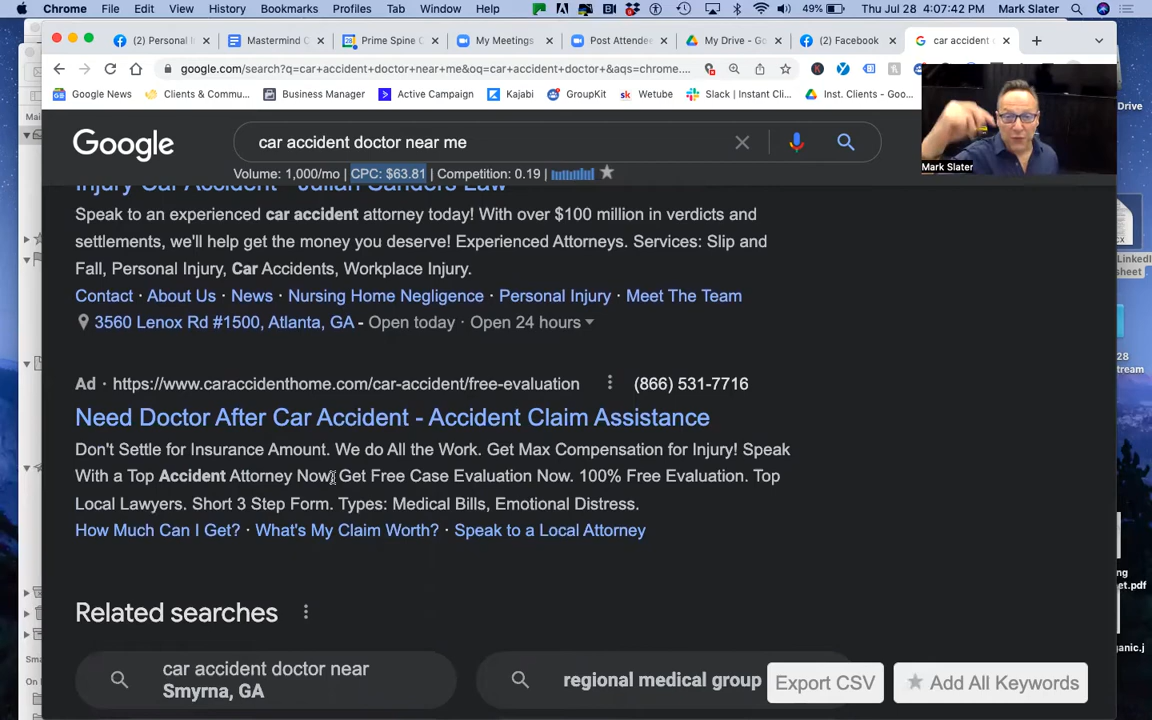 Chrome File Edit View History Bookmarks Profiles Tab Window Help 49% Thu Jul 28 4:07:42 PM Mark Slater
(2) Personal I
Mastermind C
Prime Spine C
My Meetings
Post Attende
My Drive - Go
(2) Facebook
car accident
google.com/search?q=car+accident+doctor+near+me&oq=car+accident+doctor+&aqs=chrome....
Google News Clients & Commu... Business Manager Active Campaign Kajabi GroupKit Wetube Slack | Instant Cli... Inst. Clients - Goo...
Mark Slater
Google
car accident doctor near me
Volume: 1,000/mo | CPC: $63.81 | Competition: 0.19 |
Injury Car Accident - Julian Sanders Law
Speak to an experienced car accident attorney today! With over $100 million in verdicts and
settlements, we'll help get the money you deserve! Experienced Attorneys. Services: Slip and
Fall, Personal Injury, Car Accidents, Workplace Injury.
Contact · About Us · News · Nursing Home Negligence · Personal Injury · Meet The Team
3560 Lenox Rd #1500, Atlanta, GA - Open today · Open 24 hours
Ad · https://www.caraccidenthome.com/car-accident/free-evaluation (866) 531-7716
Need Doctor After Car Accident - Accident Claim Assistance
Don't Settle for Insurance Amount. We do All the Work. Get Max Compensation for Injury! Speak
With a Top Accident Attorney Now. Get Free Case Evaluation Now. 100% Free Evaluation. Top
Local Lawyers. Short 3 Step Form. Types: Medical Bills, Emotional Distress.
How Much Can I Get? · What's My Claim Worth? · Speak to a Local Attorney
Related searches
car accident doctor near
Smyrna, GA
regional medical group
Export CSV
Add All Keywords
Drive
LinkedI
sheet
28
tream
ng
et.pdf
ganic.j
Mai
Sma
On I